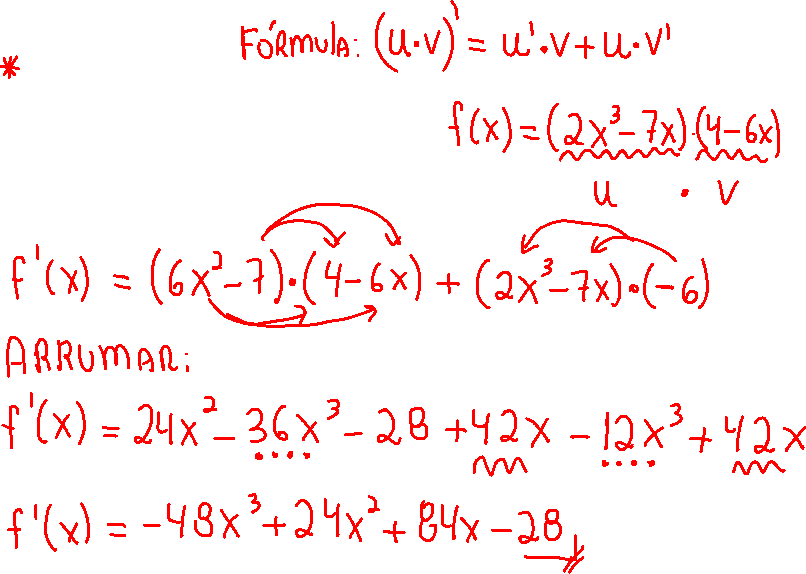 * FÓRMULA: (u·v)' = u'·v + u·v'
f(x) = (2x³ - 7x)·(4 - 6x)
u · v
f'(x) = (6x² - 7)·(4 - 6x) + (2x³ - 7x)·(-6)
ARRUMAR:
f'(x) = 24x² - 36x³ - 28 + 42x - 12x³ + 42x
f'(x) = -48x³ + 24x² + 84x - 28